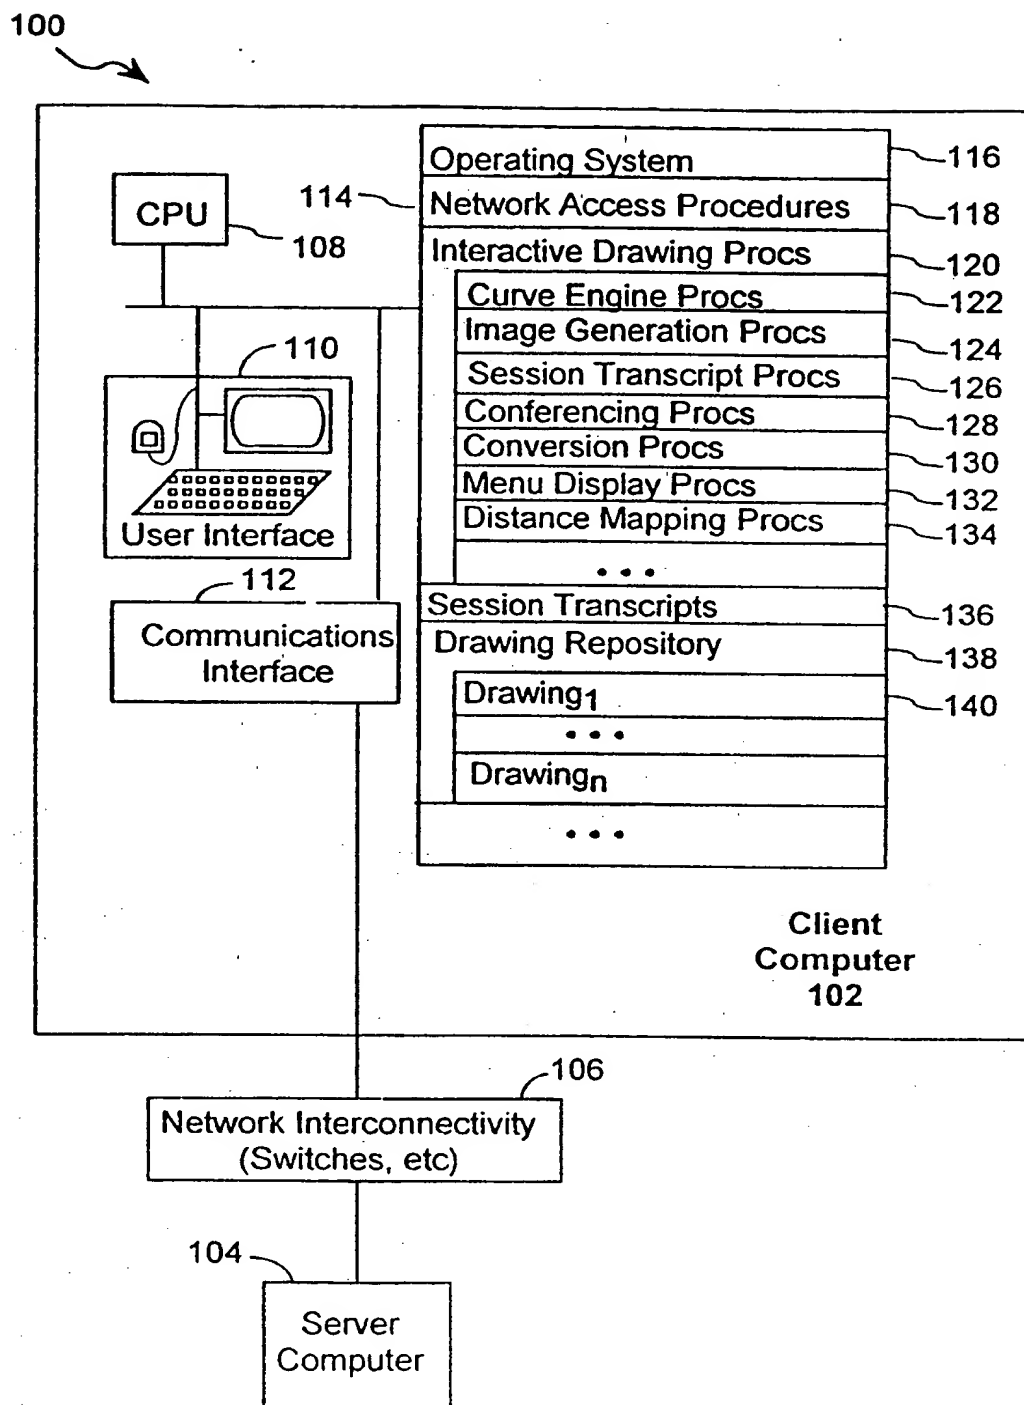 100
Operating System
116
114
Network Access Procedures
118
CPU
108
Interactive Drawing Procs
120
Curve Engine Procs
122
Image Generation Procs
124
110
Session Transcript Procs
126
Conferencing Procs
128
Conversion Procs
130
Menu Display Procs
132
Distance Mapping Procs
134
User Interface
• • •
112
Session Transcripts
136
Communications
Interface
Drawing Repository
138
Drawing1
140
• • •
Drawingn
• • •
Client
Computer
102
106
Network Interconnectivity
(Switches, etc)
104
Server
Computer